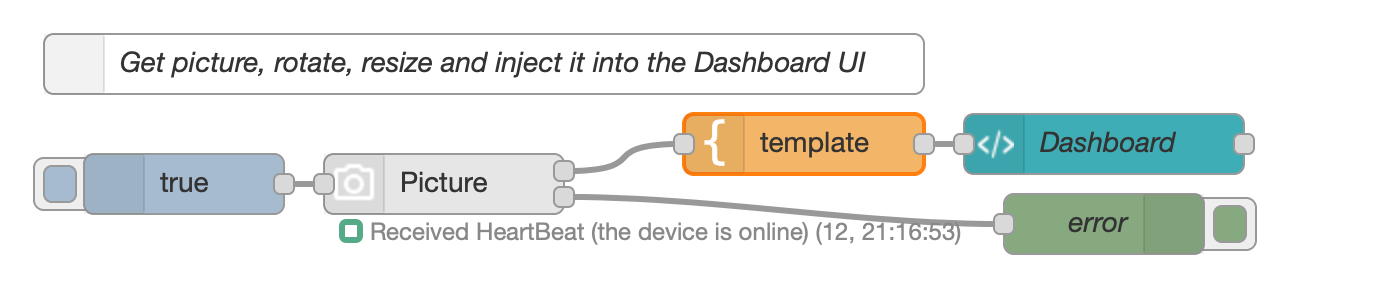 Get picture, rotate, resize and inject it into the Dashboard UI
template
</> Dashboard
true
Picture
Received HeartBeat (the device is online) (12, 21:16:53)
error